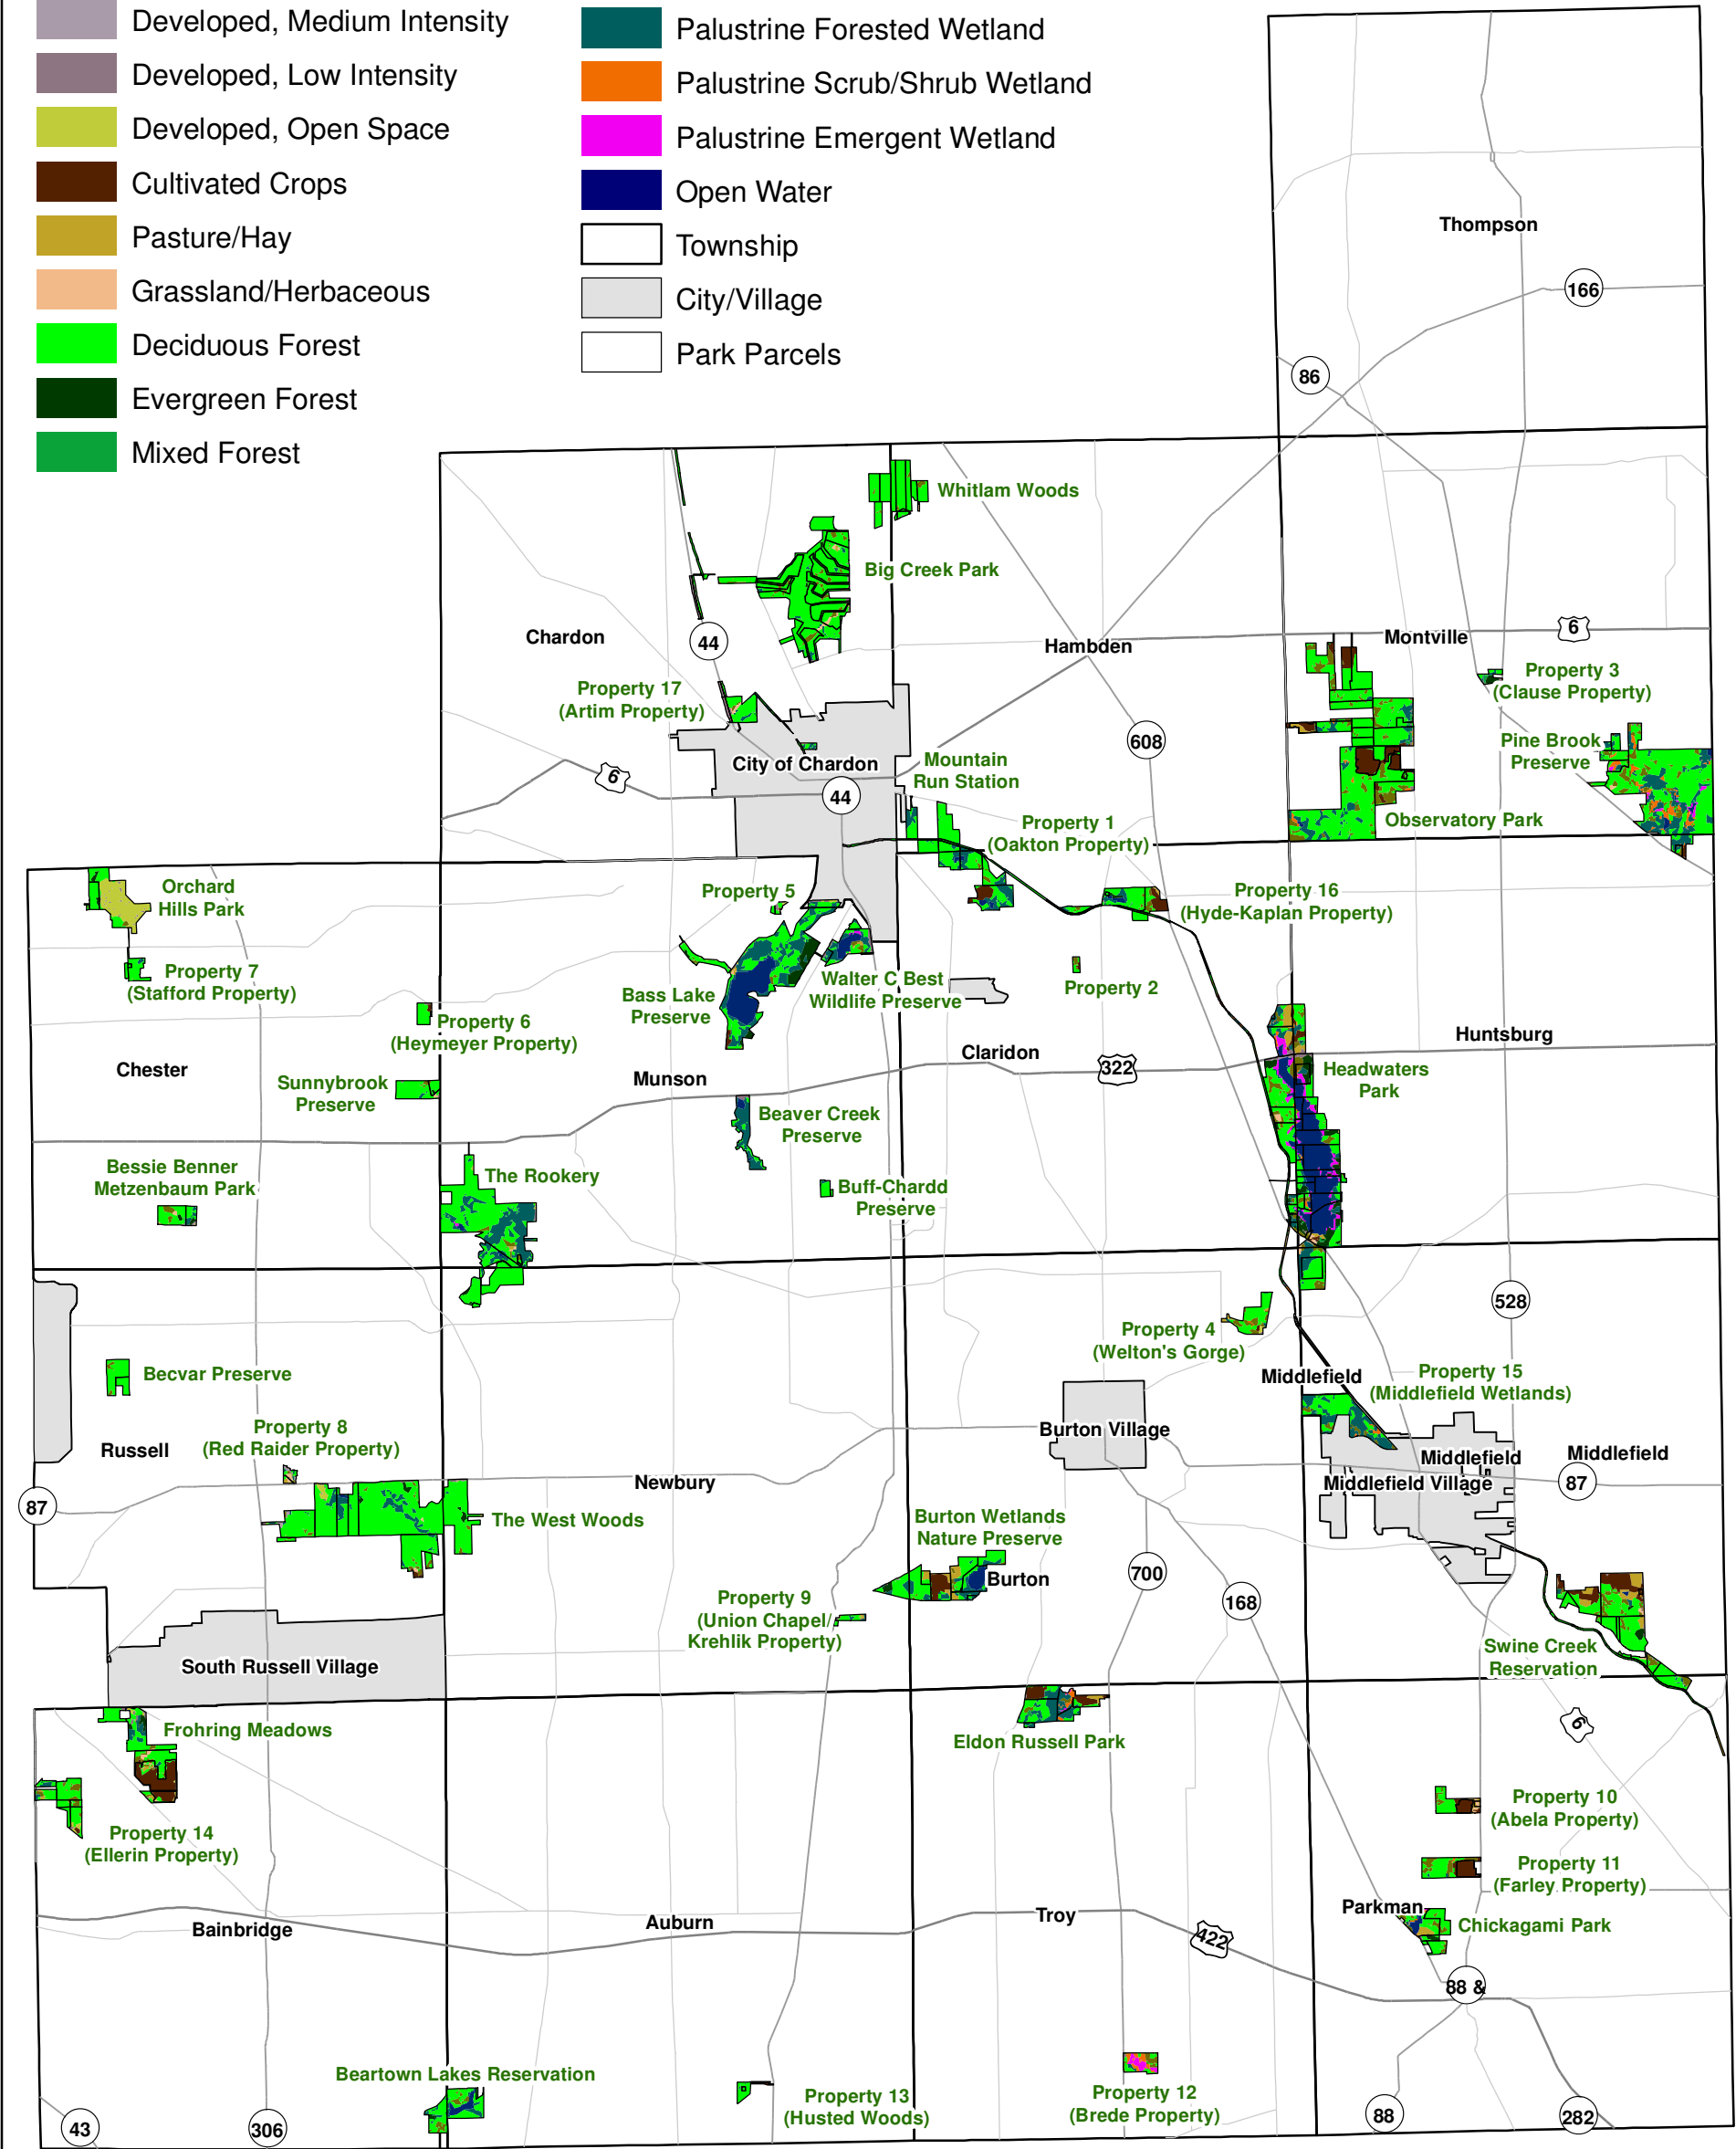 Developed, Medium Intensity
Developed, Low Intensity
Developed, Open Space
Cultivated Crops
Pasture/Hay
Grassland/Herbaceous
Deciduous Forest
Evergreen Forest
Mixed Forest
Palustrine Forested Wetland
Palustrine Scrub/Shrub Wetland
Palustrine Emergent Wetland
Open Water
Township
City/Village
Park Parcels
Thompson
166
86
Whitlam Woods
Big Creek Park
Chardon
44
Hambden
Montville
6
Property 3
(Clause Property)
Property 17
(Artim Property)
608
Pine Brook
Preserve
City of Chardon
6
44
Mountain
Run Station
Property 1
(Oakton Property)
Observatory Park
Orchard
Hills Park
Property 5
Property 16
(Hyde-Kaplan Property)
Property 7
(Stafford Property)
Bass Lake
Preserve
Walter C Best
Wildlife Preserve
Property 2
Property 6
(Heymeyer Property)
Huntsburg
Chester
Sunnybrook
Preserve
Munson
Claridon
322
Headwaters
Park
Beaver Creek
Preserve
Bessie Benner
Metzenbaum Park
The Rookery
Buff-Chardd
Preserve
528
Property 4
(Welton's Gorge)
Becvar Preserve
Middlefield
Property 15
(Middlefield Wetlands)
Property 8
(Red Raider Property)
Russell
Burton Village
Middlefield
Middlefield
Middlefield Village
87
87
Newbury
The West Woods
Burton Wetlands
Nature Preserve
Burton
700
168
Property 9
(Union Chapel/
Krehlik Property)
South Russell Village
Swine Creek
Reservation
Frohring Meadows
Eldon Russell Park
6
Property 14
(Ellerin Property)
Property 10
(Abela Property)
Property 11
(Farley Property)
Bainbridge
Auburn
Troy
Parkman
Chickagami Park
422
88 &
Beartown Lakes Reservation
Property 13
(Husted Woods)
Property 12
(Brede Property)
43
306
88
282